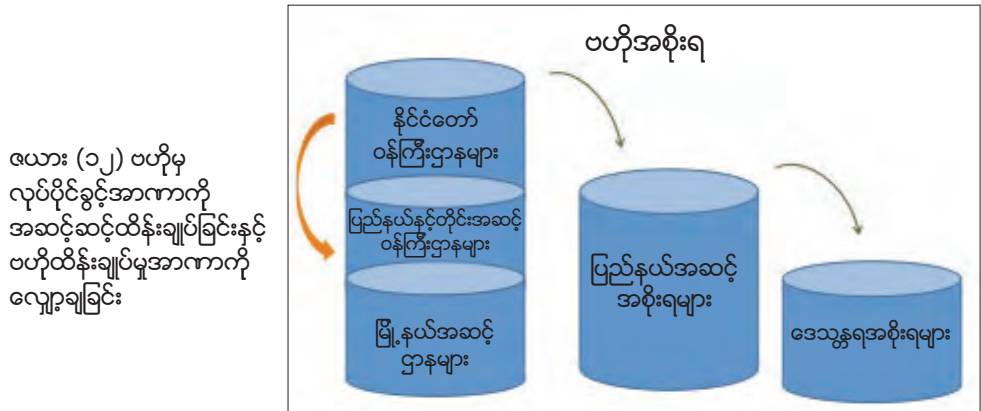 ဇယား (၁၂) ဗဟိုမှ
လုပ်ပိုင်ခွင့်အာဏာကို
အဆင့်ဆင့်ထိန်းချုပ်ခြင်းနှင့်
ဗဟိုထိန်းချုပ်မှုအာဏာကို
လျှော့ချခြင်း
ဗဟိုအစိုးရ
နိုင်ငံတော်
ဝန်ကြီးဌာနများ
ပြည်နယ်နှင့်တိုင်းအဆင့်
ဝန်ကြီးဌာနများ
မြို့နယ်အဆင့်
ဌာနများ
ပြည်နယ်အဆင့်
အစိုးရများ
ဒေသန္တရအစိုးရများ